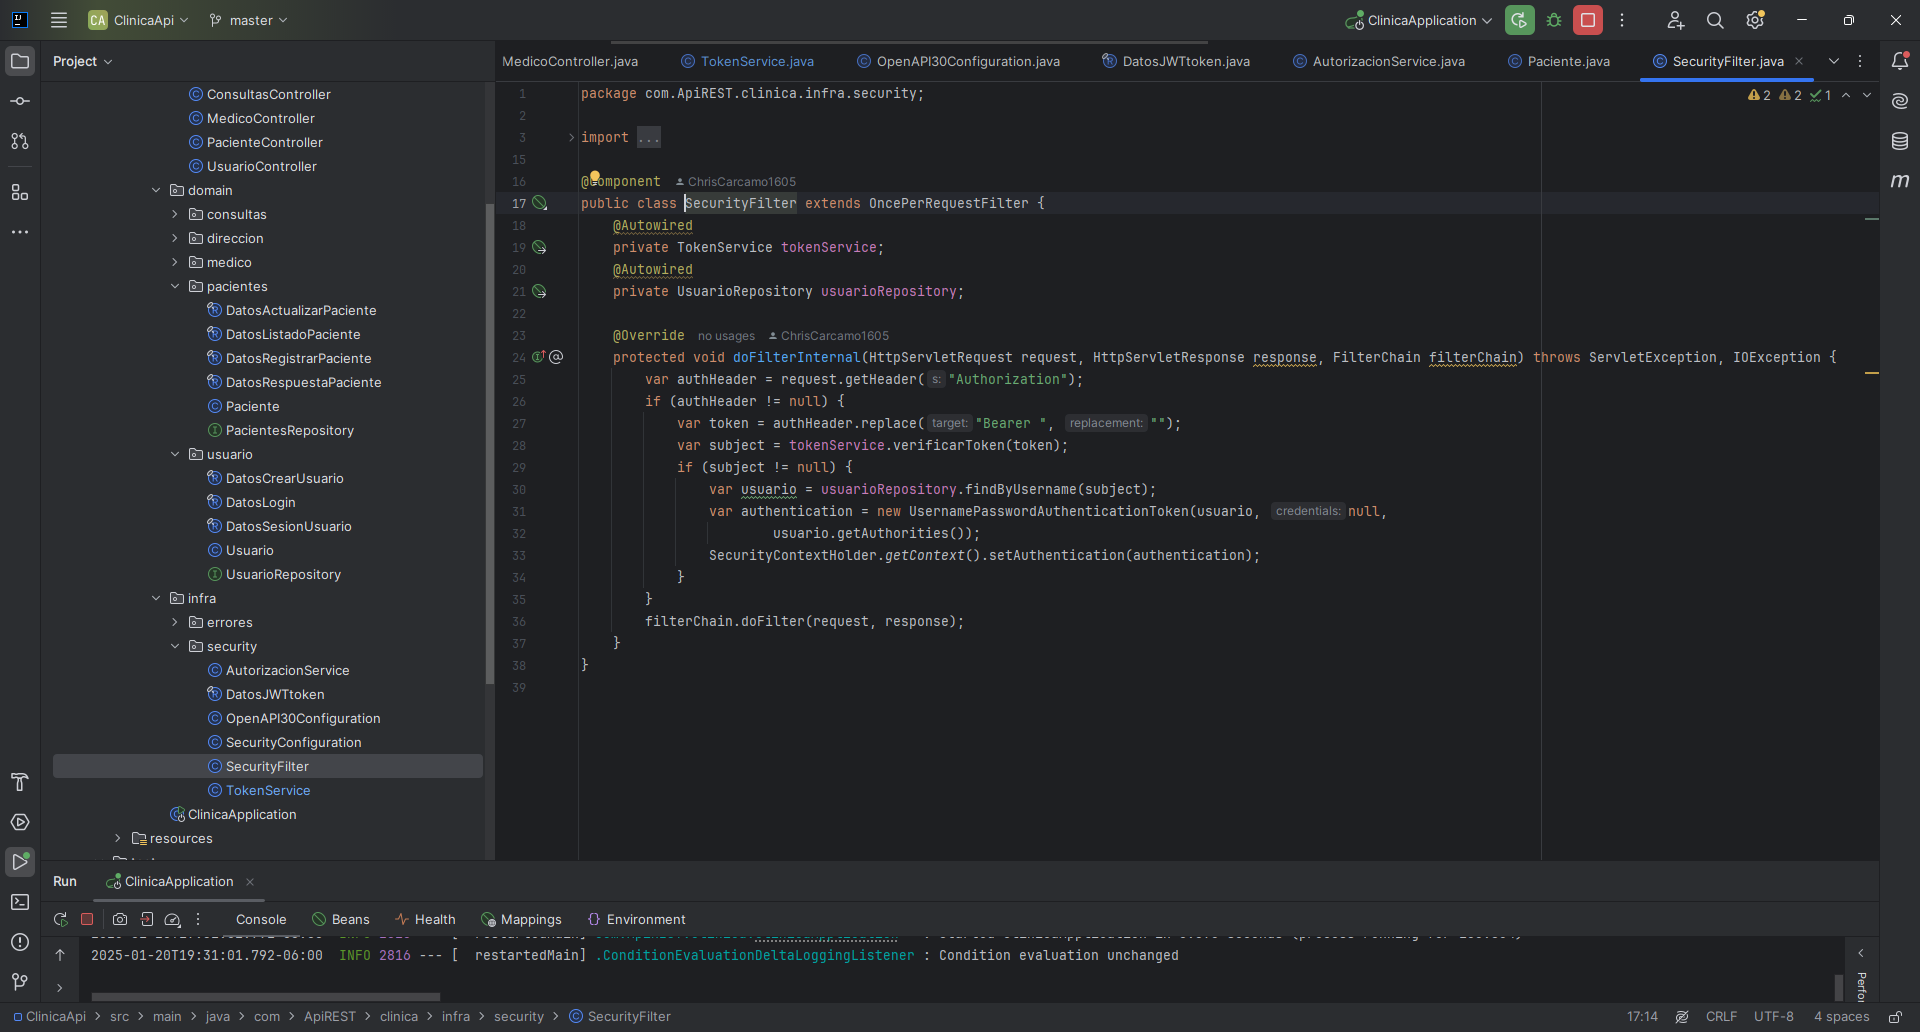 CA ClinicaApi master ClinicaApplication
Project
MedicoController.java TokenService.java OpenAPI30Configuration.java DatosJWTtoken.java AutorizacionService.java Paciente.java SecurityFilter.java
ConsultasController
MedicoController
PacienteController
UsuarioController
domain
consultas
direccion
medico
pacientes
DatosActualizarPaciente
DatosListadoPaciente
DatosRegistrarPaciente
DatosRespuestaPaciente
Paciente
PacientesRepository
usuario
DatosCrearUsuario
DatosLogin
DatosSesionUsuario
Usuario
UsuarioRepository
infra
errores
security
AutorizacionService
DatosJWTtoken
OpenAPI30Configuration
SecurityConfiguration
SecurityFilter
TokenService
ClinicaApplication
resources
2 2 1
1 package com.ApiREST.clinica.infra.security;
2
3 import ...
15
16 @Component ChrisCarcamo1605
17 public class SecurityFilter extends OncePerRequestFilter {
18 @Autowired
19 private TokenService tokenService;
20 @Autowired
21 private UsuarioRepository usuarioRepository;
22
23 @Override no usages ChrisCarcamo1605
24 protected void doFilterInternal(HttpServletRequest request, HttpServletResponse response, FilterChain filterChain) throws ServletException, IOException {
25 var authHeader = request.getHeader( s: "Authorization");
26 if (authHeader != null) {
27 var token = authHeader.replace( target: "Bearer ", replacement: "");
28 var subject = tokenService.verificarToken(token);
29 if (subject != null) {
30 var usuario = usuarioRepository.findByUsername(subject);
31 var authentication = new UsernamePasswordAuthenticationToken(usuario, credentials: null,
32 usuario.getAuthorities());
33 SecurityContextHolder.getContext().setAuthentication(authentication);
34 }
35 }
36 filterChain.doFilter(request, response);
37 }
38 }
39
Run ClinicaApplication
Console Beans Health Mappings Environment
2025-01-20T19:31:01.792-06:00 INFO 2816 --- [ restartedMain] .ConditionEvaluationDeltaLoggingListener : Condition evaluation unchanged
Perfo
ClinicaApi > src > main > java > com > ApiREST > clinica > infra > security > SecurityFilter
17:14 CRLF UTF-8 4 spaces